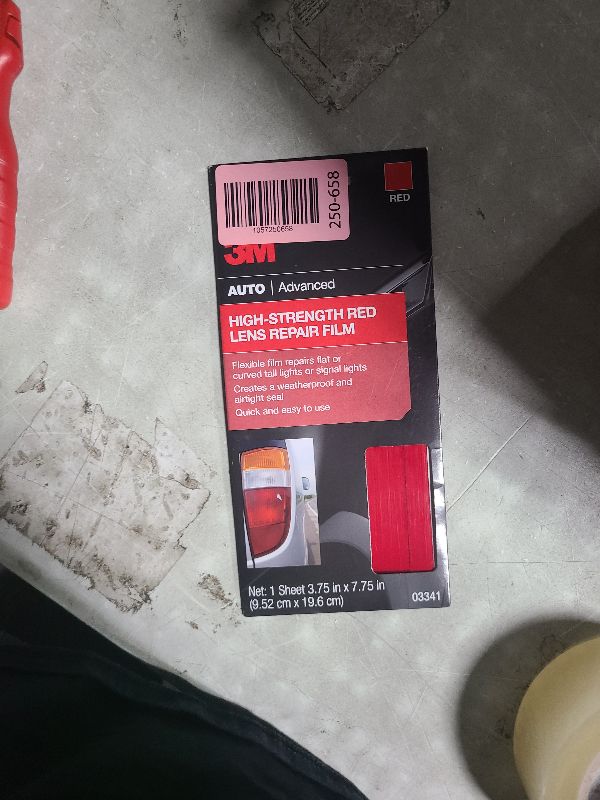 250-658
1057250658
RED
3M
AUTO | Advanced
HIGH-STRENGTH RED
LENS REPAIR FILM
Flexible film repairs flat or
curved tail lights or signal lights
Creates a weatherproof and
airtight seal
Quick and easy to use
Net: 1 Sheet 3.75 in x 7.75 in
(9.52 cm x 19.6 cm)
03341